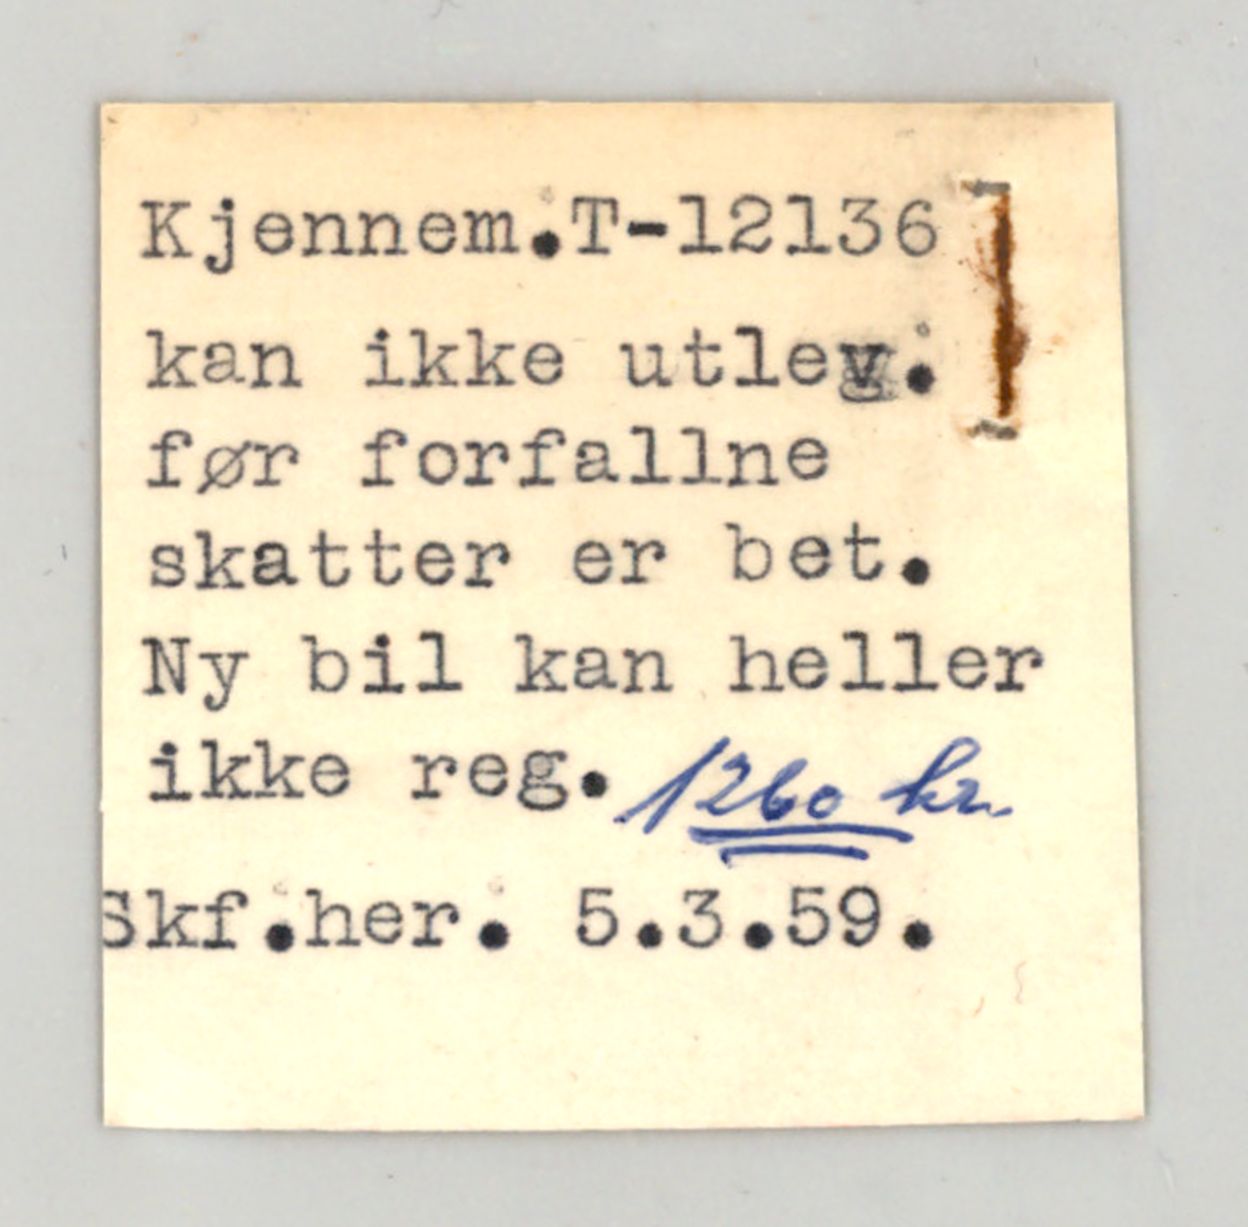 Kjennem.T-12136
kan ikke utlev.
før forfallne
skatter er bet.
Ny bil kan heller
ikke reg. 1260 kr.
Skf.her. 5.3.59.